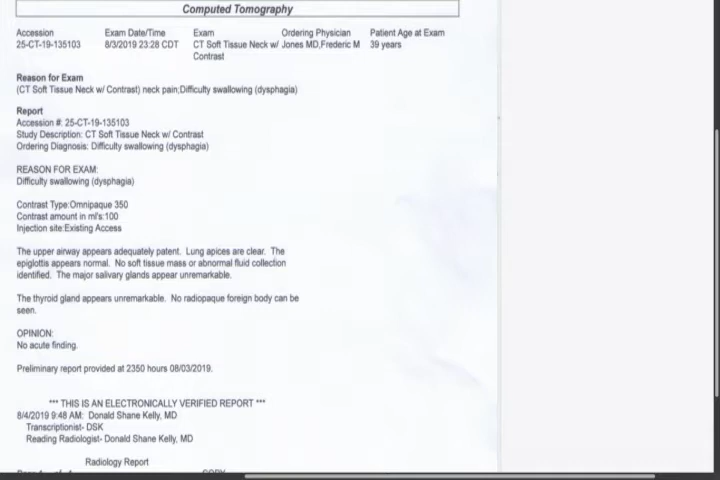 Computed Tomography
Accession Exam Date/Time Exam Ordering Physician Patient Age at Exam
25-CT-19-135103 8/3/2019 23:28 CDT CT Soft Tissue Neck w/ Jones MD,Frederic M 39 years
Contrast
Reason for Exam
(CT Soft Tissue Neck w/ Contrast) neck pain;Difficulty swallowing (dysphagia)
Report
Accession #: 25-CT-19-135103
Study Description: CT Soft Tissue Neck w/ Contrast
Ordering Diagnosis: Difficulty swallowing (dysphagia)
REASON FOR EXAM:
Difficulty swallowing (dysphagia)
Contrast Type:Omnipaque 350
Contrast amount in ml's:100
Injection site:Existing Access
The upper airway appears adequately patent. Lung apices are clear. The
epiglottis appears normal. No soft tissue mass or abnormal fluid collection
identified. The major salivary glands appear unremarkable.
The thyroid gland appears unremarkable. No radiopaque foreign body can be
seen.
OPINION:
No acute finding.
Preliminary report provided at 2350 hours 08/03/2019.
*** THIS IS AN ELECTRONICALLY VERIFIED REPORT ***
8/4/2019 9:48 AM: Donald Shane Kelly, MD
Transcriptionist- DSK
Reading Radiologist- Donald Shane Kelly, MD
Radiology Report